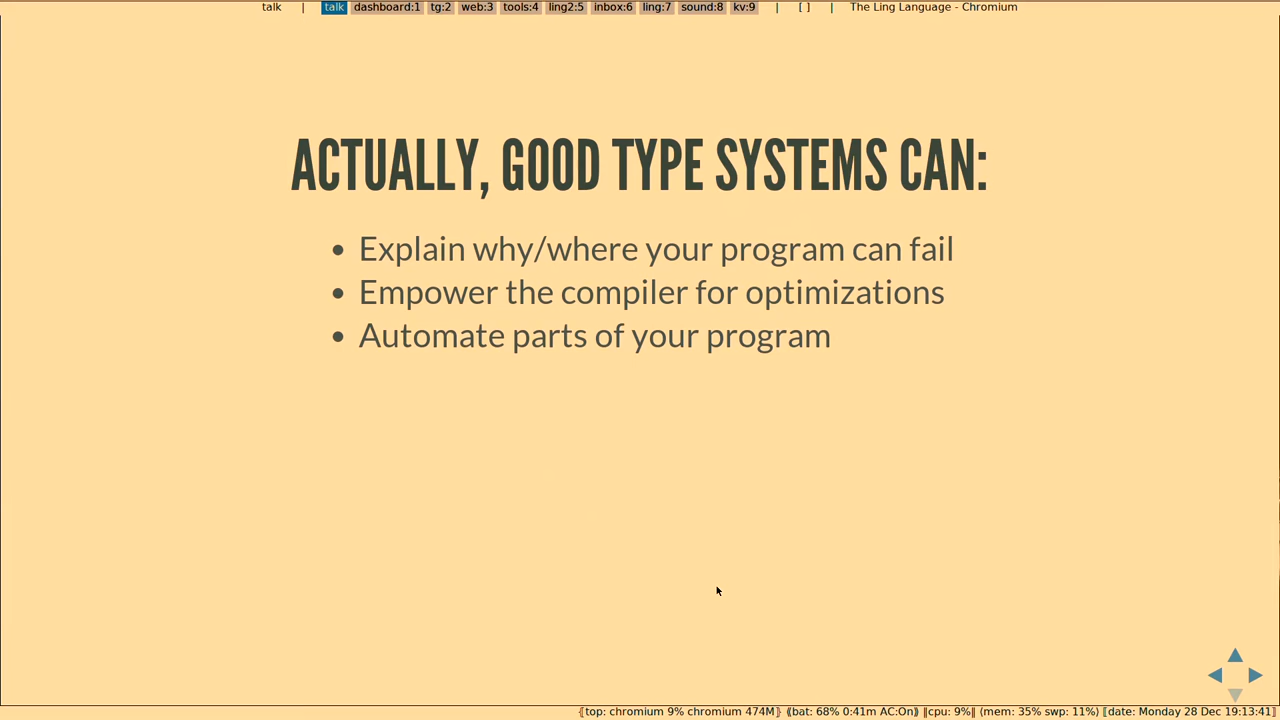 talk | talk dashboard:1 tg:2 web:3 tools:4 ling2:5 inbox:6 ling:7 sound:8 kv:9 | [ ] | The Ling Language - Chromium
ACTUALLY, GOOD TYPE SYSTEMS CAN:
• Explain why/where your program can fail
• Empower the compiler for optimizations
• Automate parts of your program
⦃top: chromium 9% chromium 474M⦄ ⟪bat: 68% 0:41m AC:On⟫ ‖cpu: 9%‖ ⟨mem: 35% swp: 11%⟩ ⟦date: Monday 28 Dec 19:13:41⟧